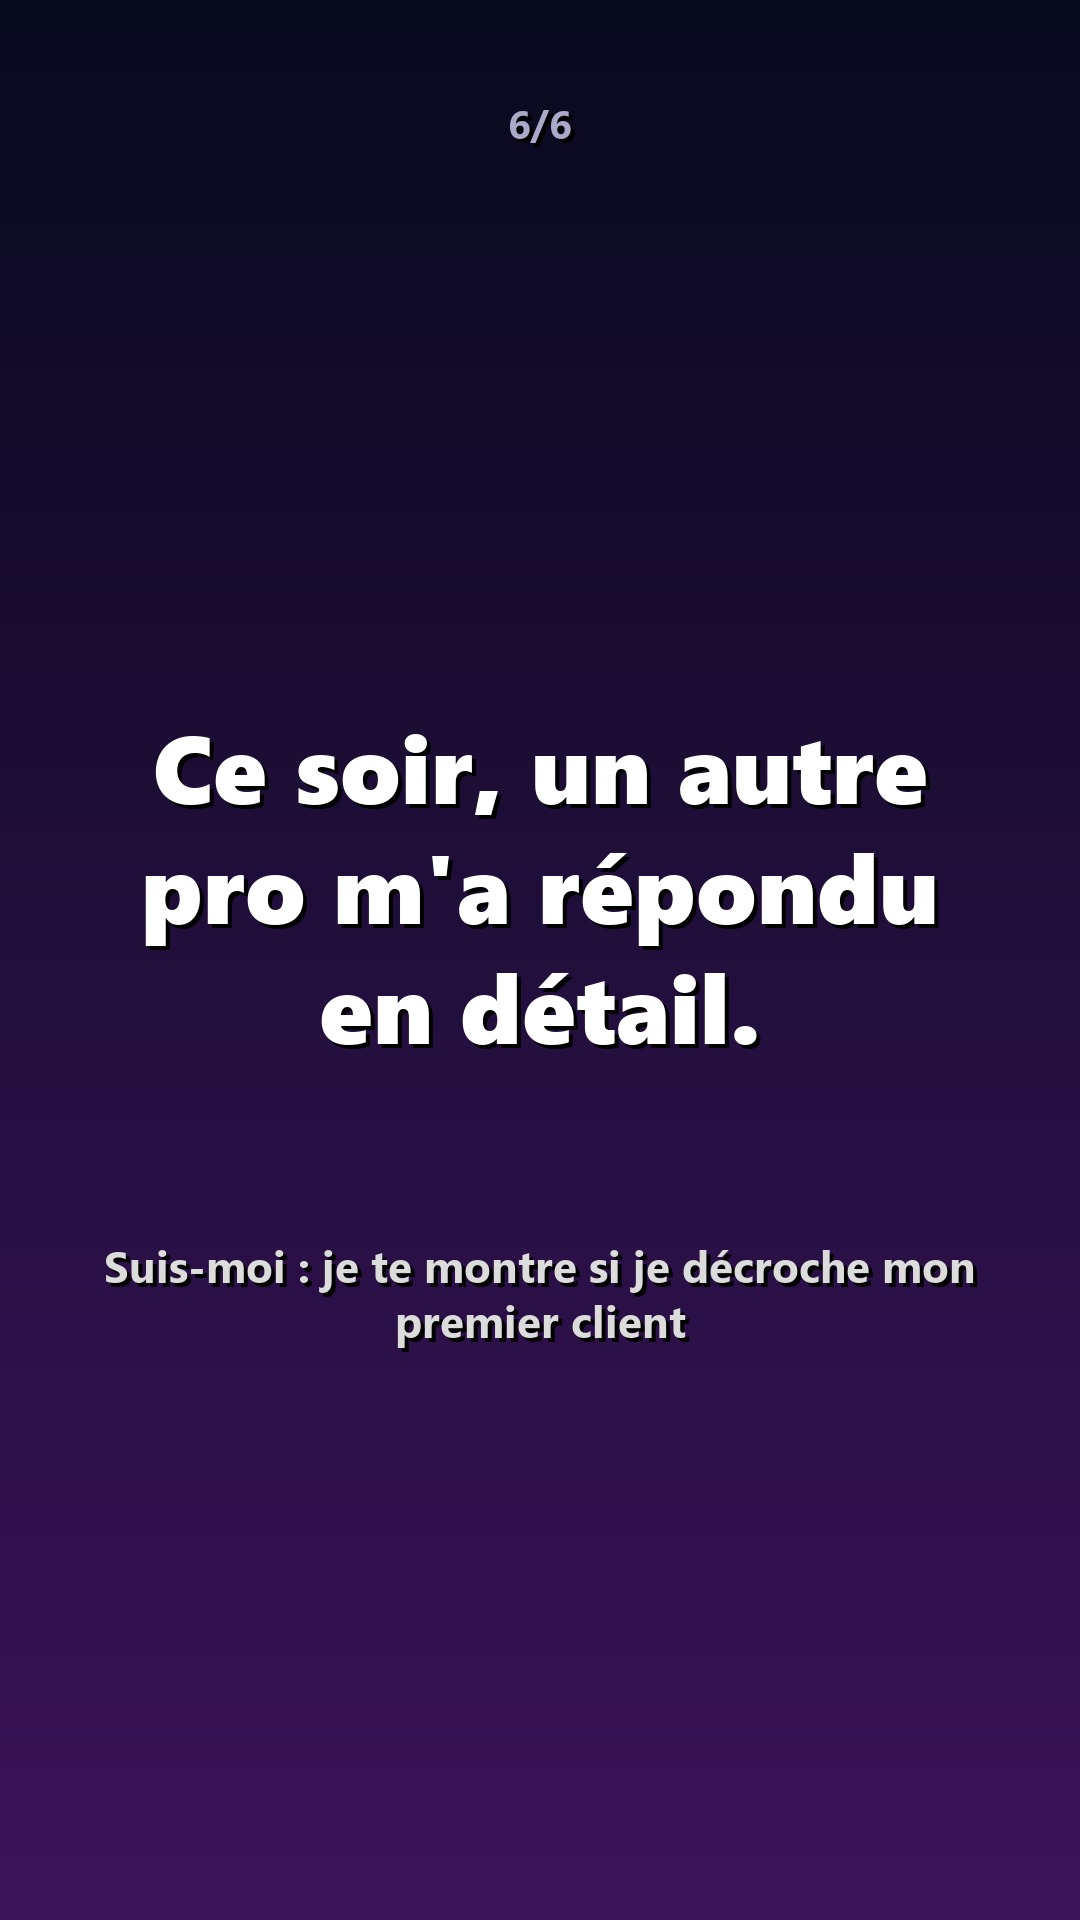 6/6
Ce soir, un autre
pro m'a répondu
en détail.
Suis-moi : je te montre si je décroche mon
premier client